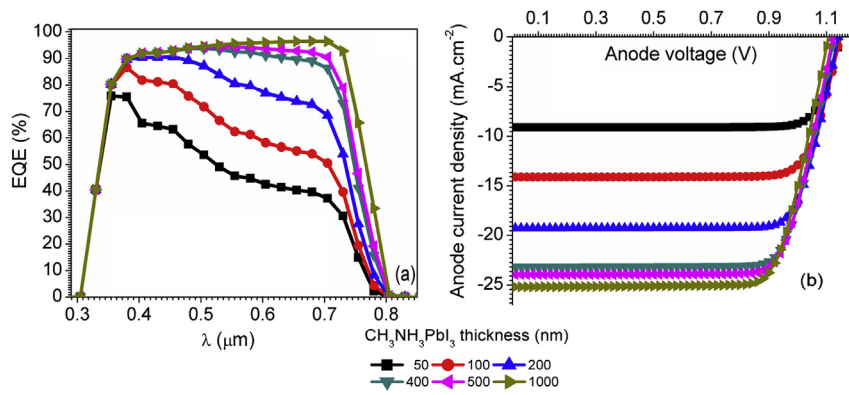 100
90
80
70
60
50
40
30
20
10
0
EQE (%)
0.3 0.4 0.5 0.6 0.7 0.8
λ (μm)
(a)
0.1 0.3 0.5 0.7 0.9 1.1
Anode voltage (V)
0
-5
-10
-15
-20
-25
Anode current density (mA.cm⁻²)
(b)
CH₃NH₃PbI₃ thickness (nm)
50 100 200
400 500 1000